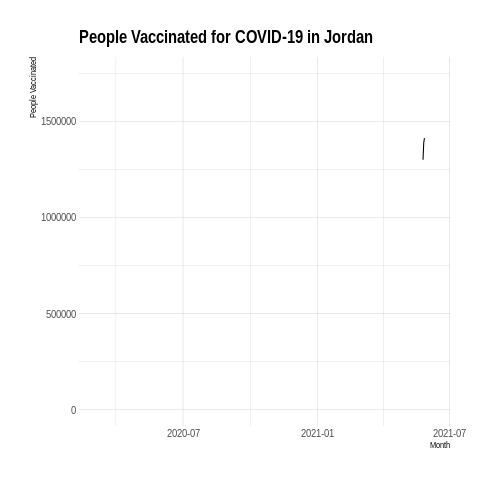 People Vaccinated for COVID-19 in Jordan
People Vaccinated
1500000
1000000
500000
0
2020-07 2021-01 2021-07
Month